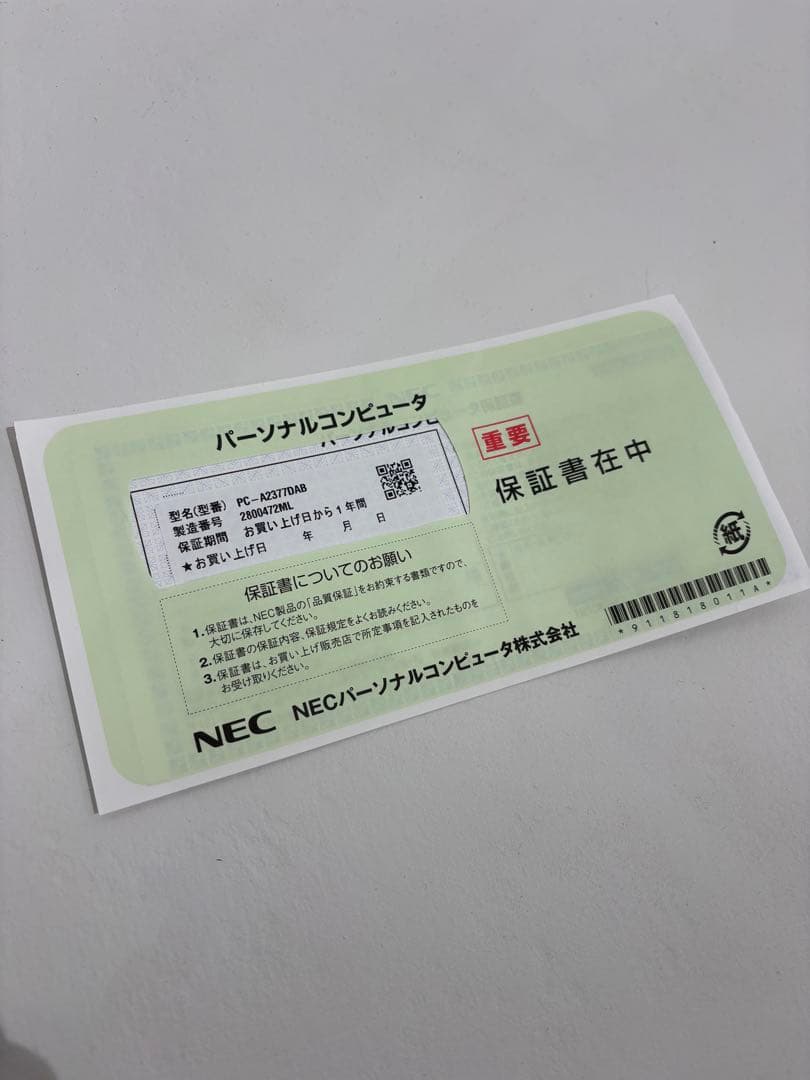 パーソナルコンピュータ
パーソナルコンピ
型名(型番) PC-A2377DAB
製造番号 2800472ML
保証期間 お買い上げ日から1年間
★お買い上げ日 年 月 日
重要
保証書在中
保証書についてのお願い
1.保証書は、NEC製品の「品質保証」をお約束する書類ですので、
大切に保存してください。
2.保証書の保証内容、保証規定をよくお読みください。
3.保証書は、お買い上げ販売店で所定事項を記入されたものを
お受け取りください。
紙
*911818011A*
NEC NECパーソナルコンピュータ株式会社